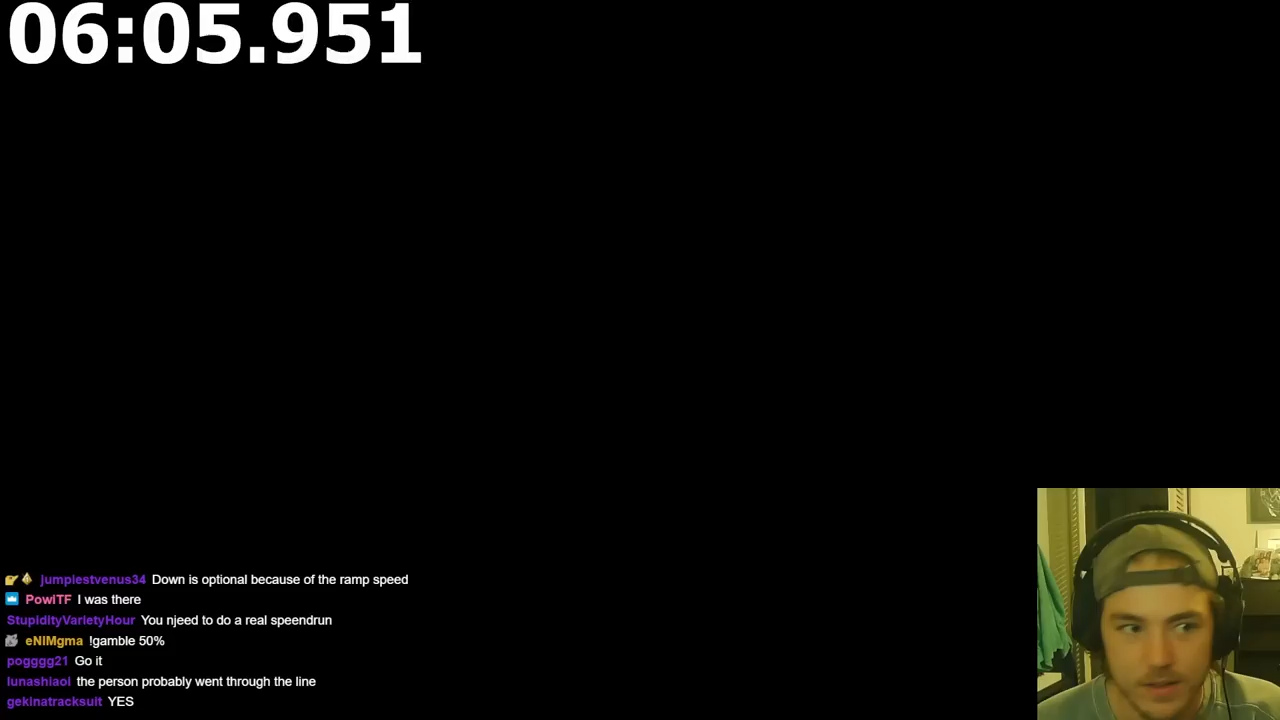 06:05.951
jumpiestvenus34 Down is optional because of the ramp speed
PowlTF I was there
StupidityVarietyHour You njeed to do a real speendrun
eNIMgma !gamble 50%
pogggg21 Go it
lunashiaol the person probably went through the line
gekinatracksuit YES